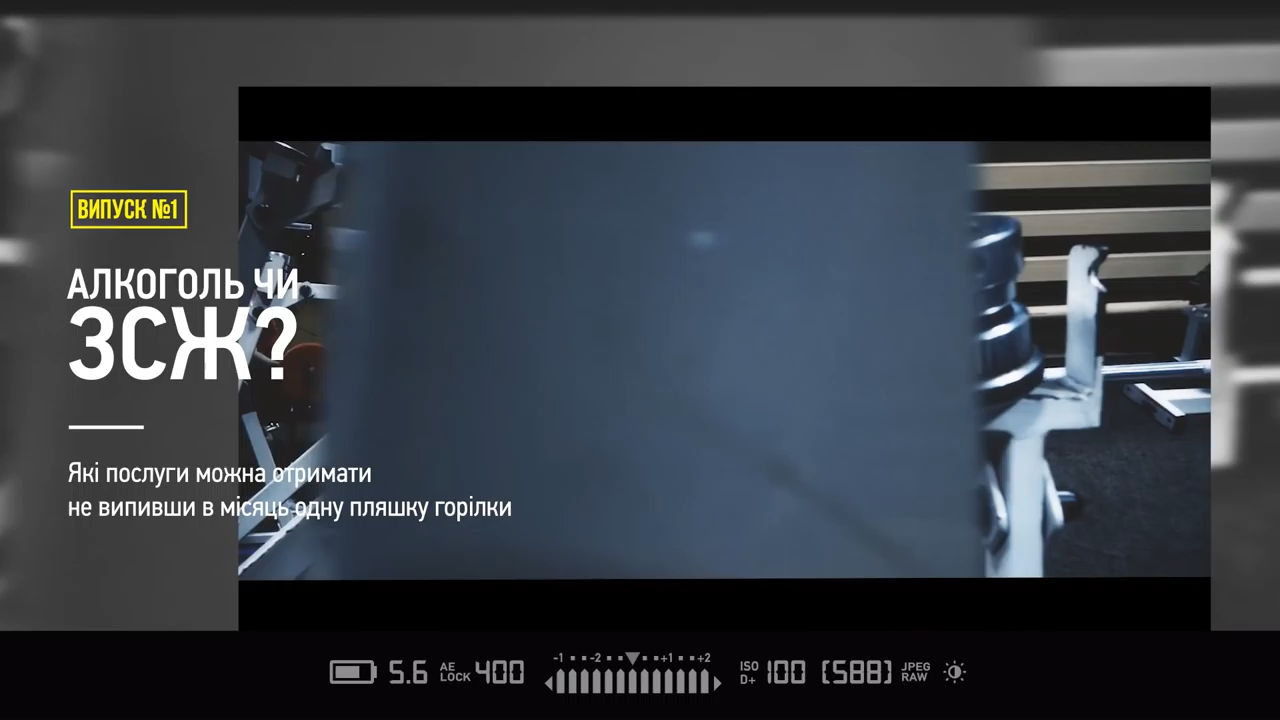 ВИПУСК №1
АЛКОГОЛЬ ЧИ
ЗСЖ?
Які послуги можна отримати
не випивши в місяць одну пляшку горілки
5.6 AE LOCK 400 -1 -2 +1 +2 ISO D+ 100 [588] JPEG RAW